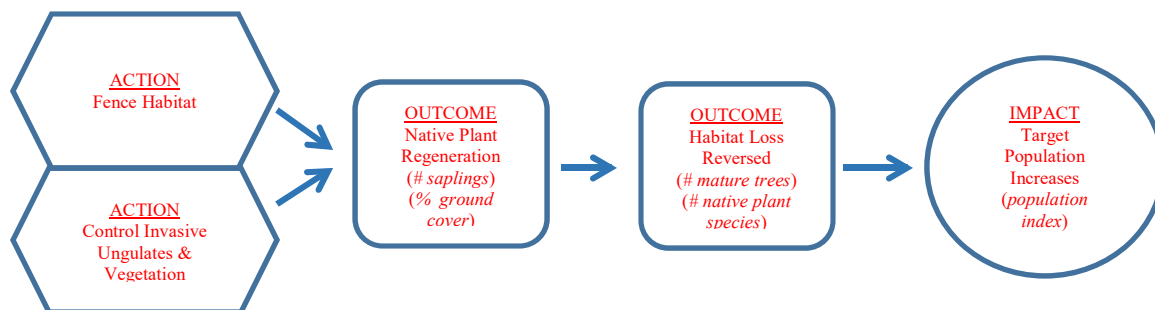 ACTION
Fence Habitat
ACTION
Control Invasive
Ungulates &
Vegetation
OUTCOME
Native Plant
Regeneration
(# saplings)
(% ground
cover)
OUTCOME
Habitat Loss
Reversed
(# mature trees)
(# native plant
species)
IMPACT
Target
Population
Increases
(population
index)